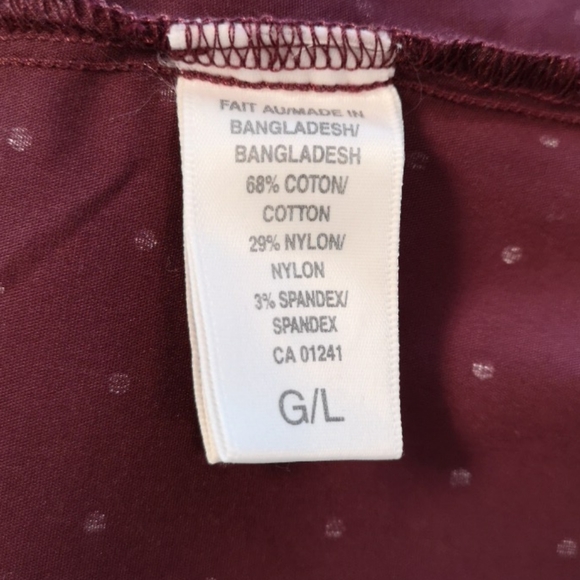 FAIT AU/MADE IN
BANGLADESH/
BANGLADESH
68% COTON/
COTTON
29% NYLON/
NYLON
3% SPANDEX/
SPANDEX
CA 01241
G/L